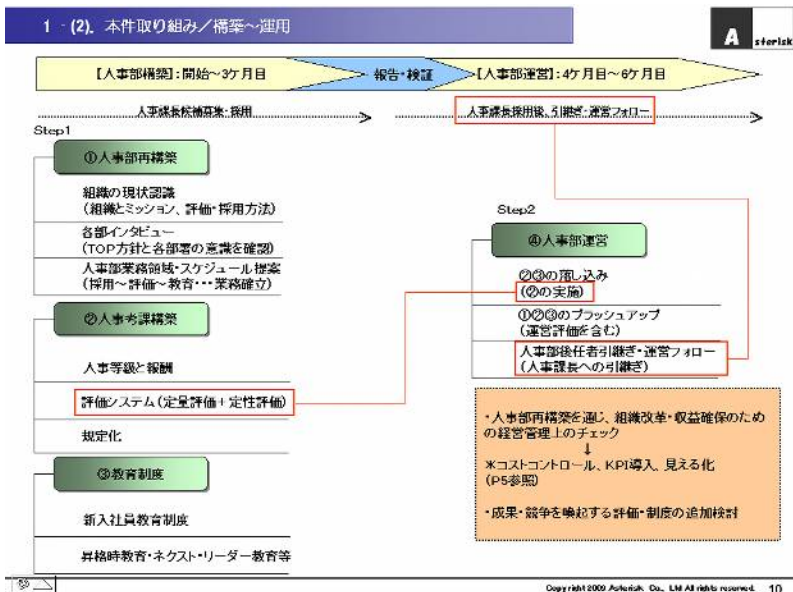 1 - (2). 本件取り組み／構築～運用
A sterisk
【人事部構築】：開始～3ケ月目
報告・検証
【人事部運営】：4ケ月目～6ケ月目
人事課長候補募集・採用
人事課長採用後、引継ぎ・運営フォロー
Step1
①人事部再構築
組織の現状認識
（組織とミッション、評価・採用方法）
各部インタビュー
（TOP方針と各部署の意識を確認）
人事部業務領域・スケジュール提案
（採用～評価～教育・・・業務確立）
②人事考課構築
人事等級と報酬
評価システム（定量評価＋定性評価）
規定化
③教育制度
新入社員教育制度
昇格時教育・ネクスト・リーダー教育等
Step2
④人事部運営
②③の落し込み
（②の実施）
①②③のブラッシュアップ
（運営評価を含む）
人事部後任者引継ぎ・運営フォロー
（人事課長への引継ぎ）
・人事部再構築を通じ、組織改革・収益確保のため
の経営管理上のチェック
↓
＊コストコントロール、KPI導入、見える化
（P5参照）
・成果・競争を喚起する評価・制度の追加検討
Copyright 2009 Asterisk Co., Ltd All rights reserved. 10